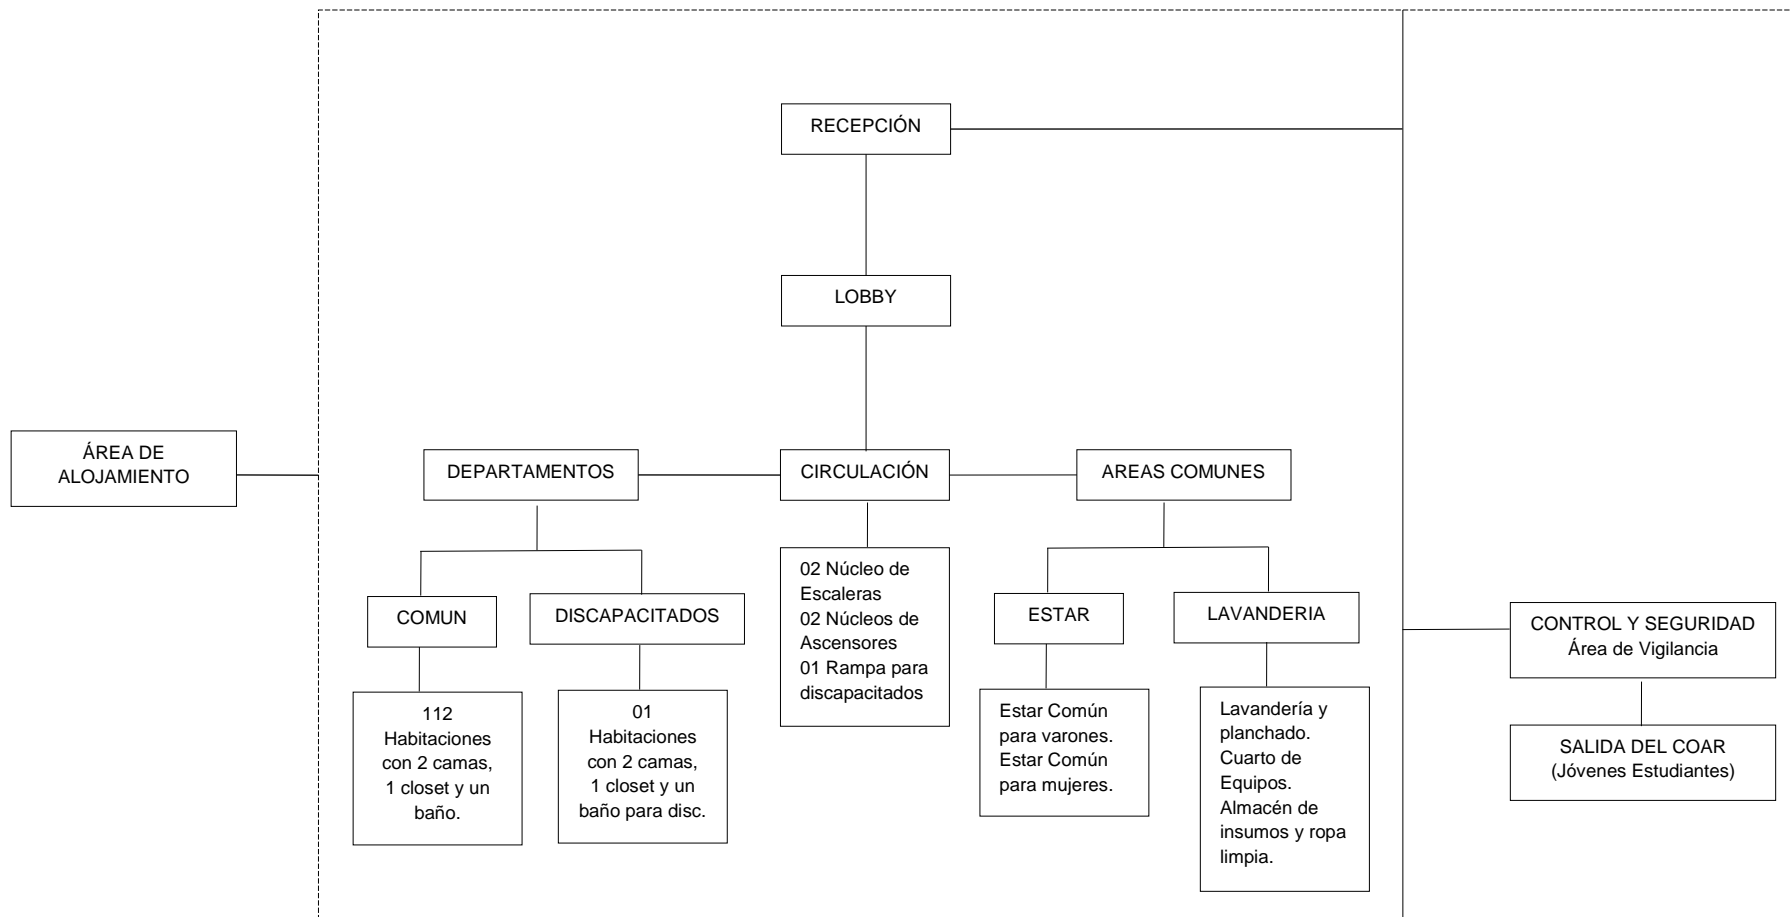 RECEPCIÓN
LOBBY
ÁREA DE
ALOJAMIENTO
DEPARTAMENTOS
CIRCULACIÓN
AREAS COMUNES
COMUN
DISCAPACITADOS
02 Núcleo de
Escaleras
02 Núcleos de
Ascensores
01 Rampa para
discapacitados
ESTAR
LAVANDERIA
CONTROL Y SEGURIDAD
Área de Vigilancia
112
Habitaciones
con 2 camas,
1 closet y un
baño.
01
Habitaciones
con 2 camas,
1 closet y un
baño para disc.
Estar Común
para varones.
Estar Común
para mujeres.
Lavandería y
planchado.
Cuarto de
Equipos.
Almacén de
insumos y ropa
limpia.
SALIDA DEL COAR
(Jóvenes Estudiantes)